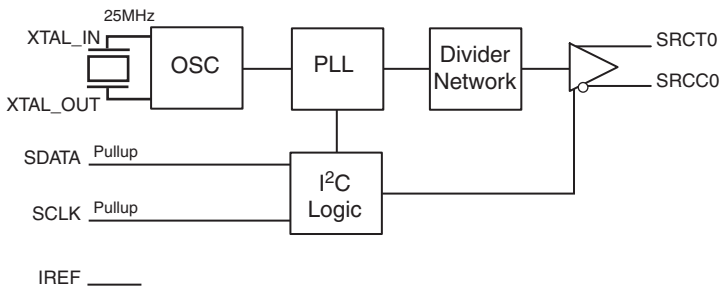 25MHz
XTAL_IN
XTAL_OUT
OSC
PLL
Divider
Network
SRCT0
SRCC0
SDATA Pullup
SCLK Pullup
I²C
Logic
IREF